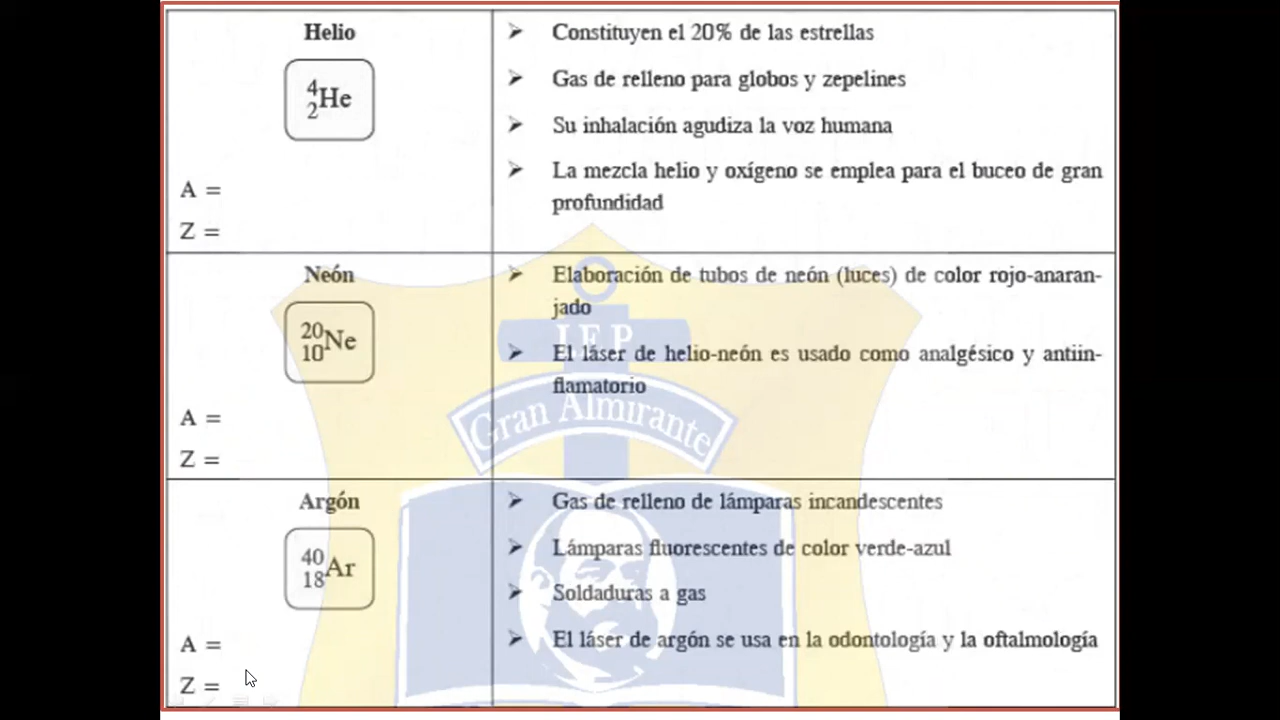 Helio
4
2He
A =
Z =
➢ Constituyen el 20% de las estrellas
➢ Gas de relleno para globos y zepelines
➢ Su inhalación agudiza la voz humana
➢ La mezcla helio y oxígeno se emplea para el buceo de gran
profundidad
Neón
20
10Ne
A =
Z =
➢ Elaboración de tubos de neón (luces) de color rojo-anaran-
jado
➢ El láser de helio-neón es usado como analgésico y antiin-
flamatorio
Argón
40
18Ar
A =
Z =
➢ Gas de relleno de lámparas incandescentes
➢ Lámparas fluorescentes de color verde-azul
➢ Soldaduras a gas
➢ El láser de argón se usa en la odontología y la oftalmología
I E P
Gran Almirante